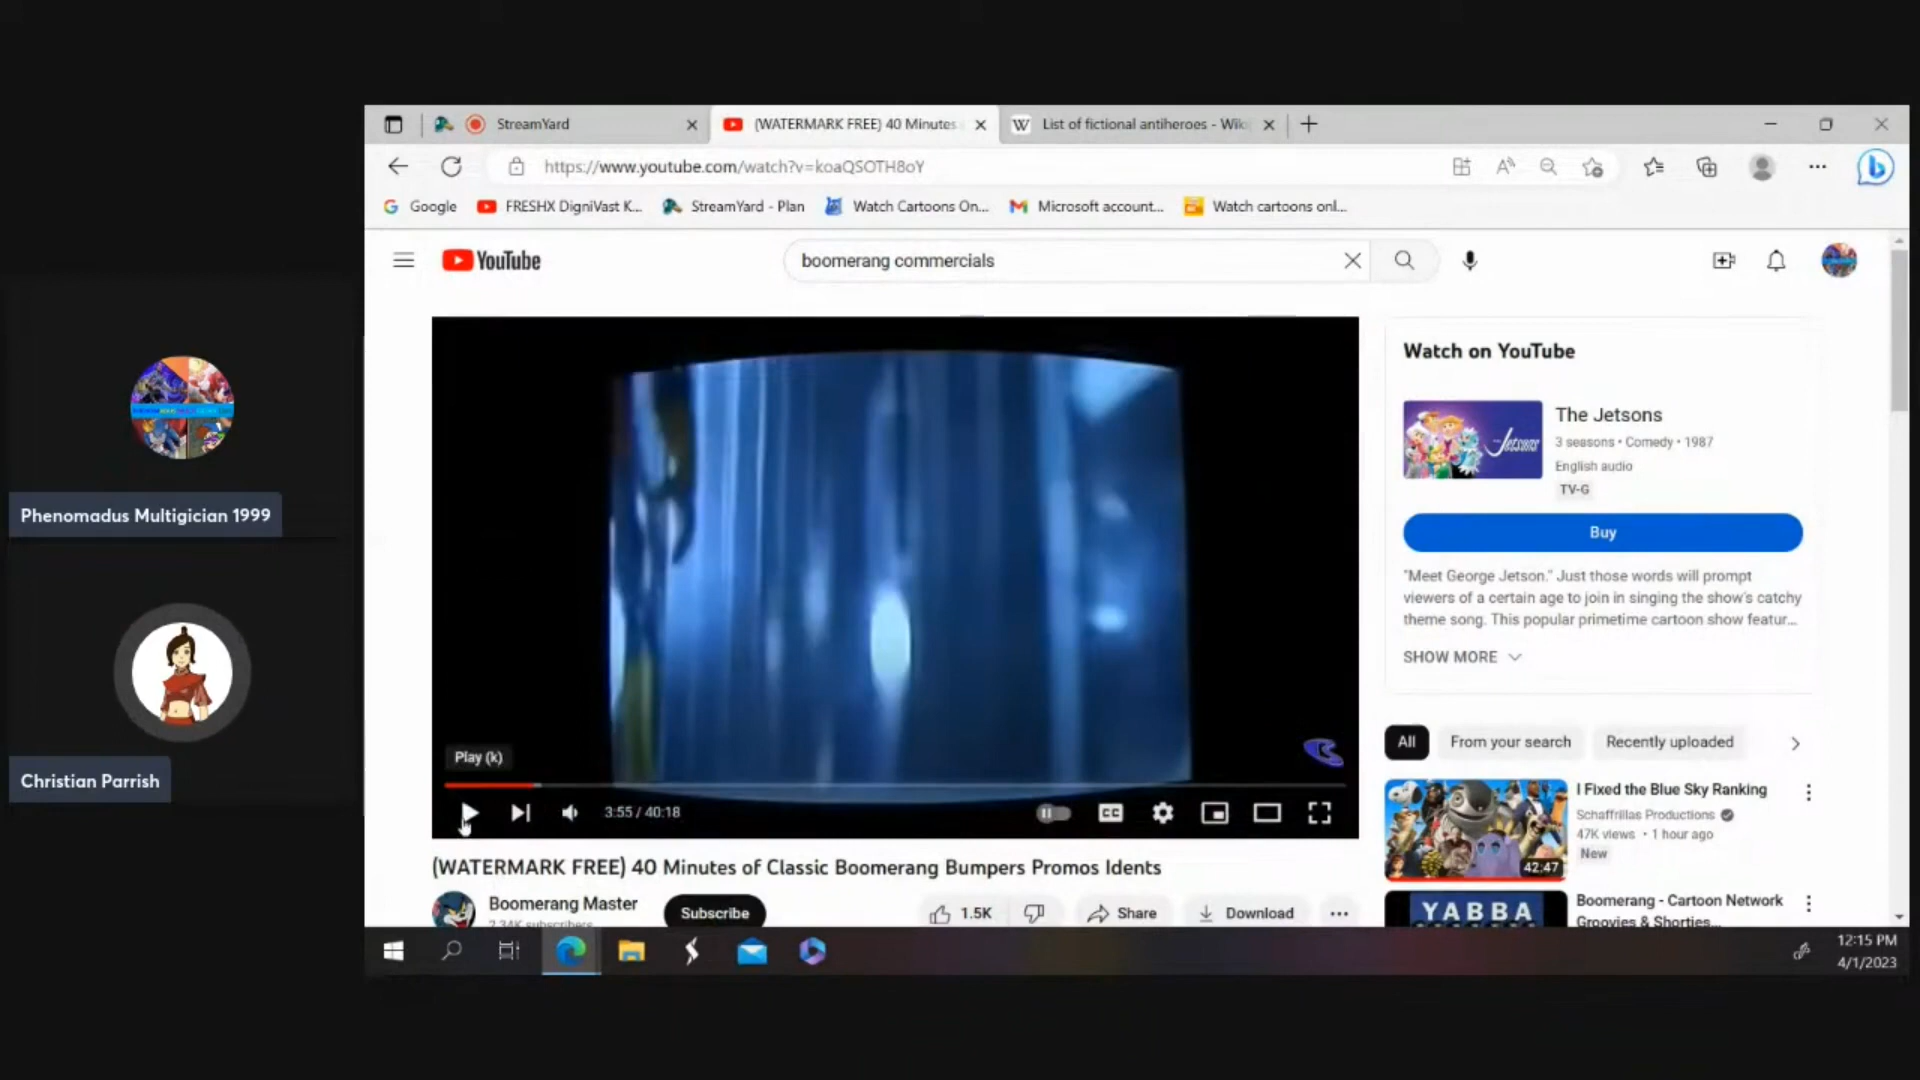 StreamYard
(WATERMARK FREE) 40 Minutes
List of fictional antiheroes - Wiki
https://www.youtube.com/watch?v=koaQSOTH8oY
Google
FRESHX DigniVast K...
StreamYard - Plan
Watch Cartoons On...
Microsoft account...
Watch cartoons onl...
YouTube
boomerang commercials
Watch on YouTube
Jetsons
The Jetsons
3 seasons • Comedy • 1987
English audio
TV-G
Buy
"Meet George Jetson." Just those words will prompt
viewers of a certain age to join in singing the show's catchy
theme song. This popular primetime cartoon show featur...
SHOW MORE
Phenomadus Multigician 1999
Christian Parrish
Play (k)
3:55 / 40:18
CC
All
From your search
Recently uploaded
I Fixed the Blue Sky Ranking
Schaffrillas Productions
47K views • 1 hour ago
New
42:47
(WATERMARK FREE) 40 Minutes of Classic Boomerang Bumpers Promos Idents
Boomerang Master
2.34K subscribers
Subscribe
1.5K
Share
Download
YABBA
Boomerang - Cartoon Network
Groovies & Shorties...
12:15 PM
4/1/2023